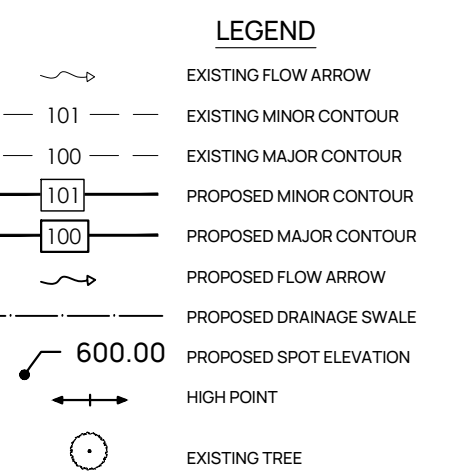 LEGEND
EXISTING FLOW ARROW
101 EXISTING MINOR CONTOUR
100 EXISTING MAJOR CONTOUR
101 PROPOSED MINOR CONTOUR
100 PROPOSED MAJOR CONTOUR
PROPOSED FLOW ARROW
PROPOSED DRAINAGE SWALE
600.00 PROPOSED SPOT ELEVATION
HIGH POINT
EXISTING TREE